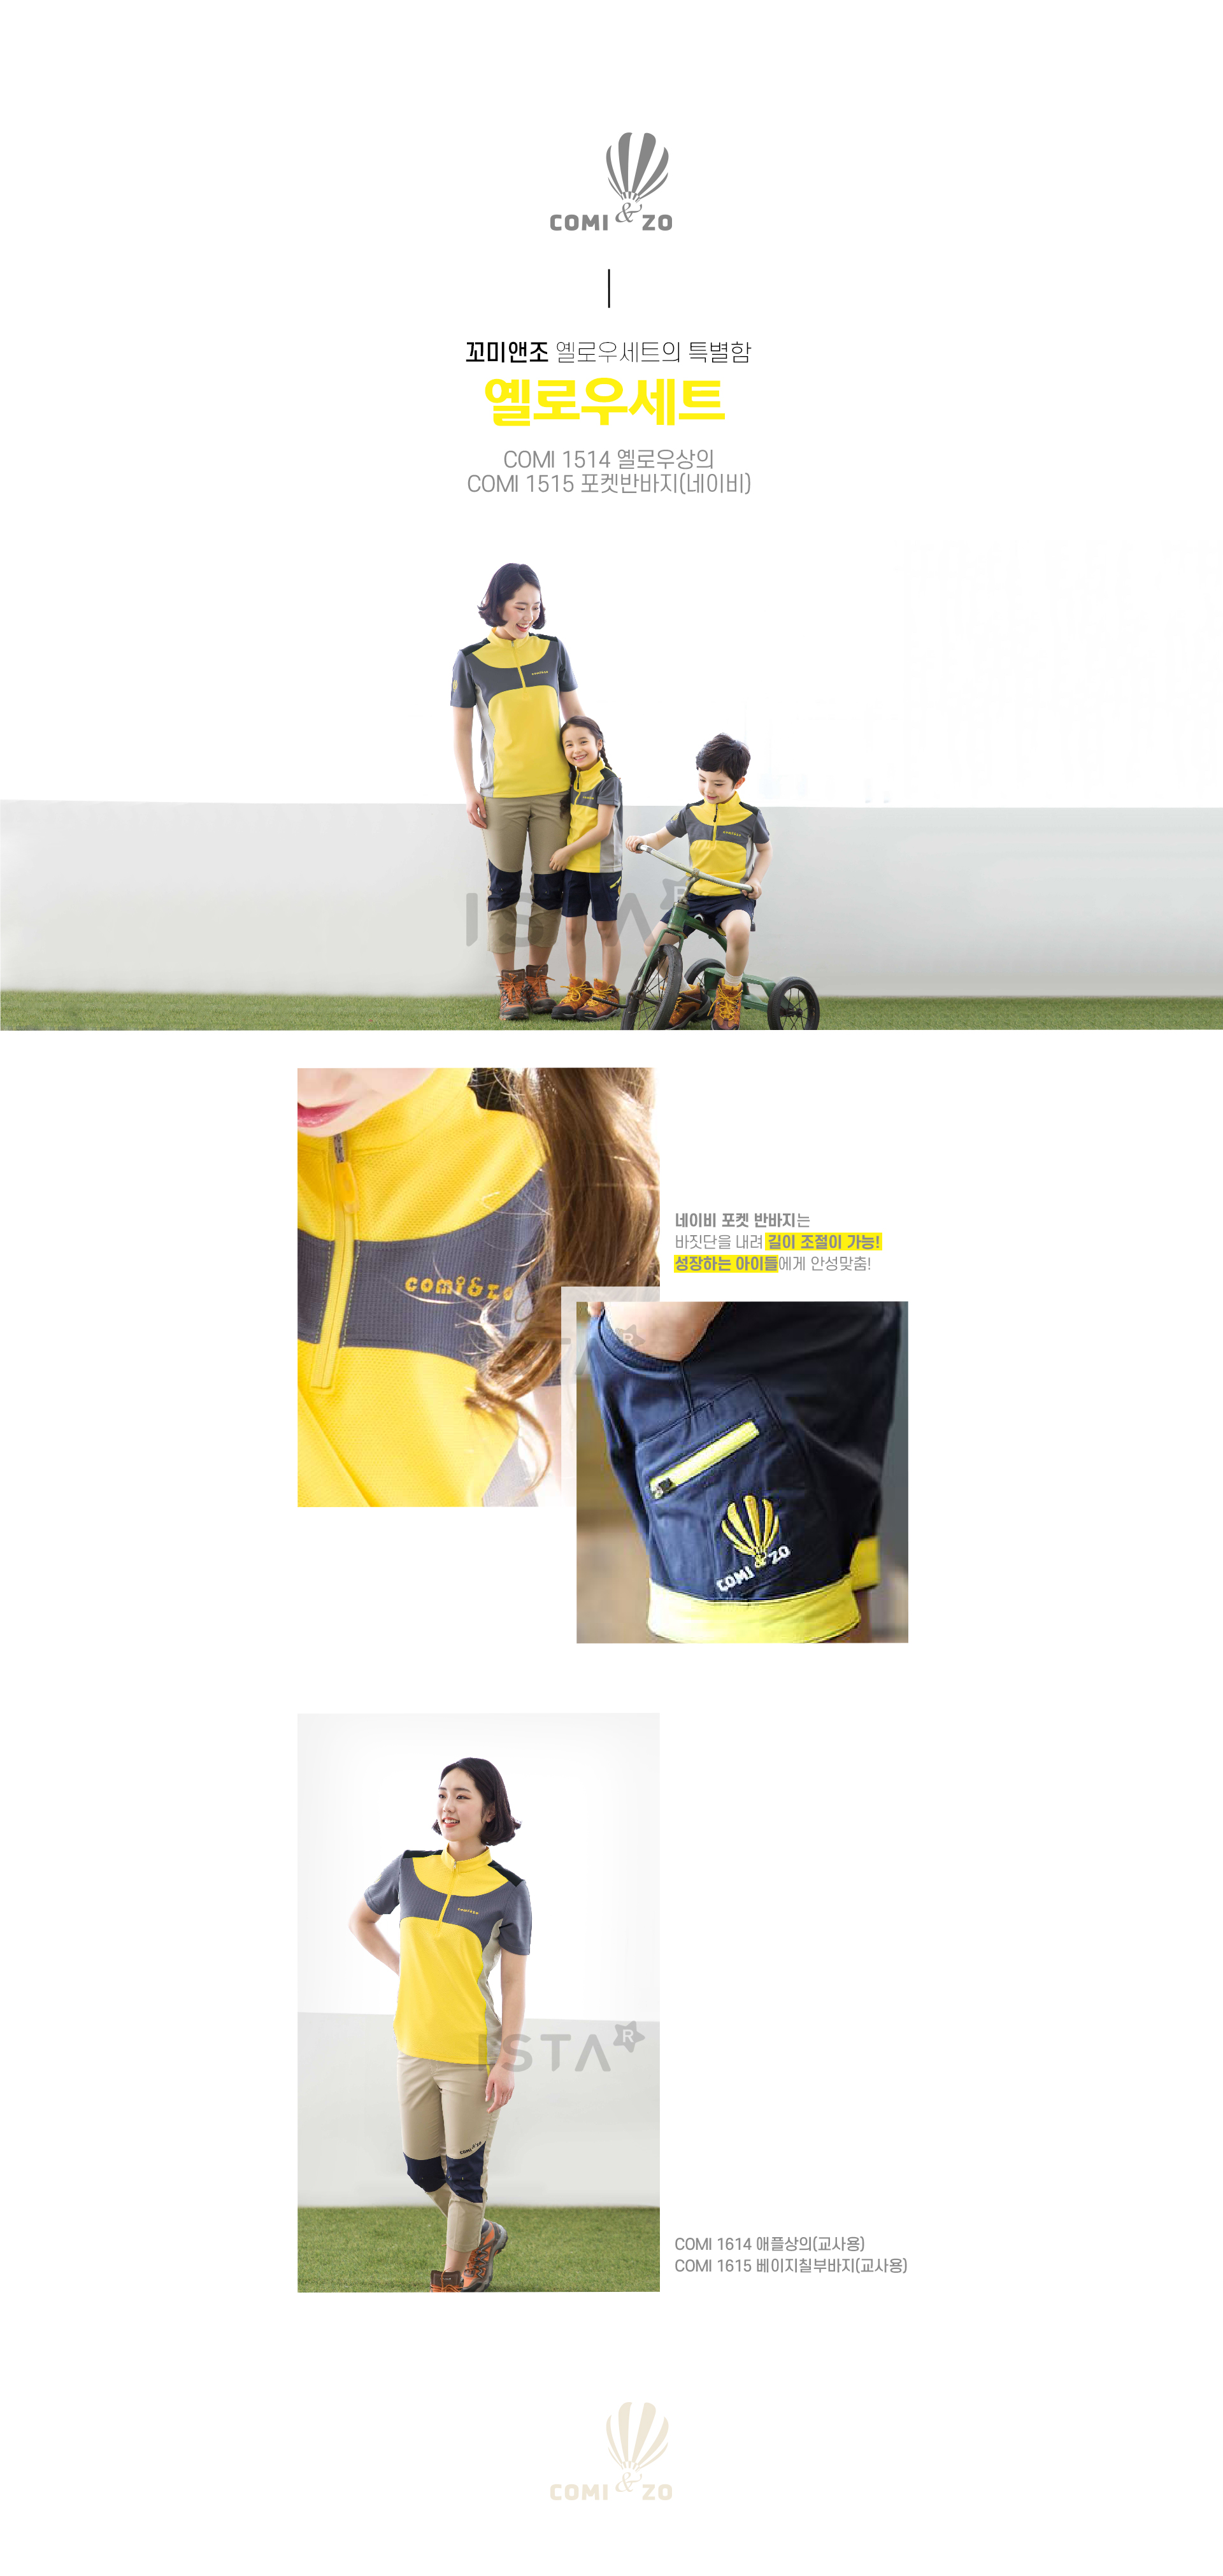 COMI & ZO
꼬미앤조 옐로우세트의 특별함
옐로우세트
COMI 1514 옐로우상의
COMI 1515 포켓반바지(네이비)
ISTA R
comi&zo
네이비 포켓 반바지는
바짓단을 내려 길이 조절이 가능!
성장하는 아이들에게 안성맞춤!
STA R
COMI & ZO
ISTA R
COMI 1614 애플상의(교사용)
COMI 1615 베이지칠부바지(교사용)
COMI & ZO